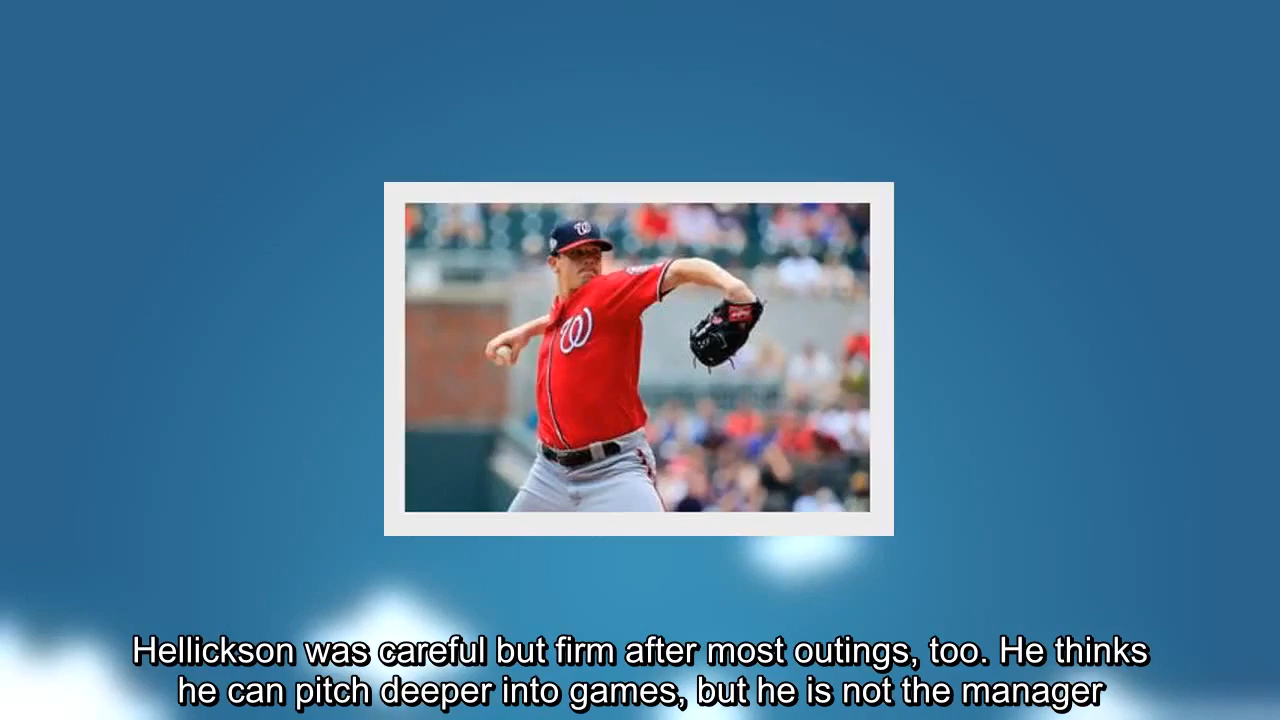 W
W
Hellickson was careful but firm after most outings, too. He thinks
he can pitch deeper into games, but he is not the manager